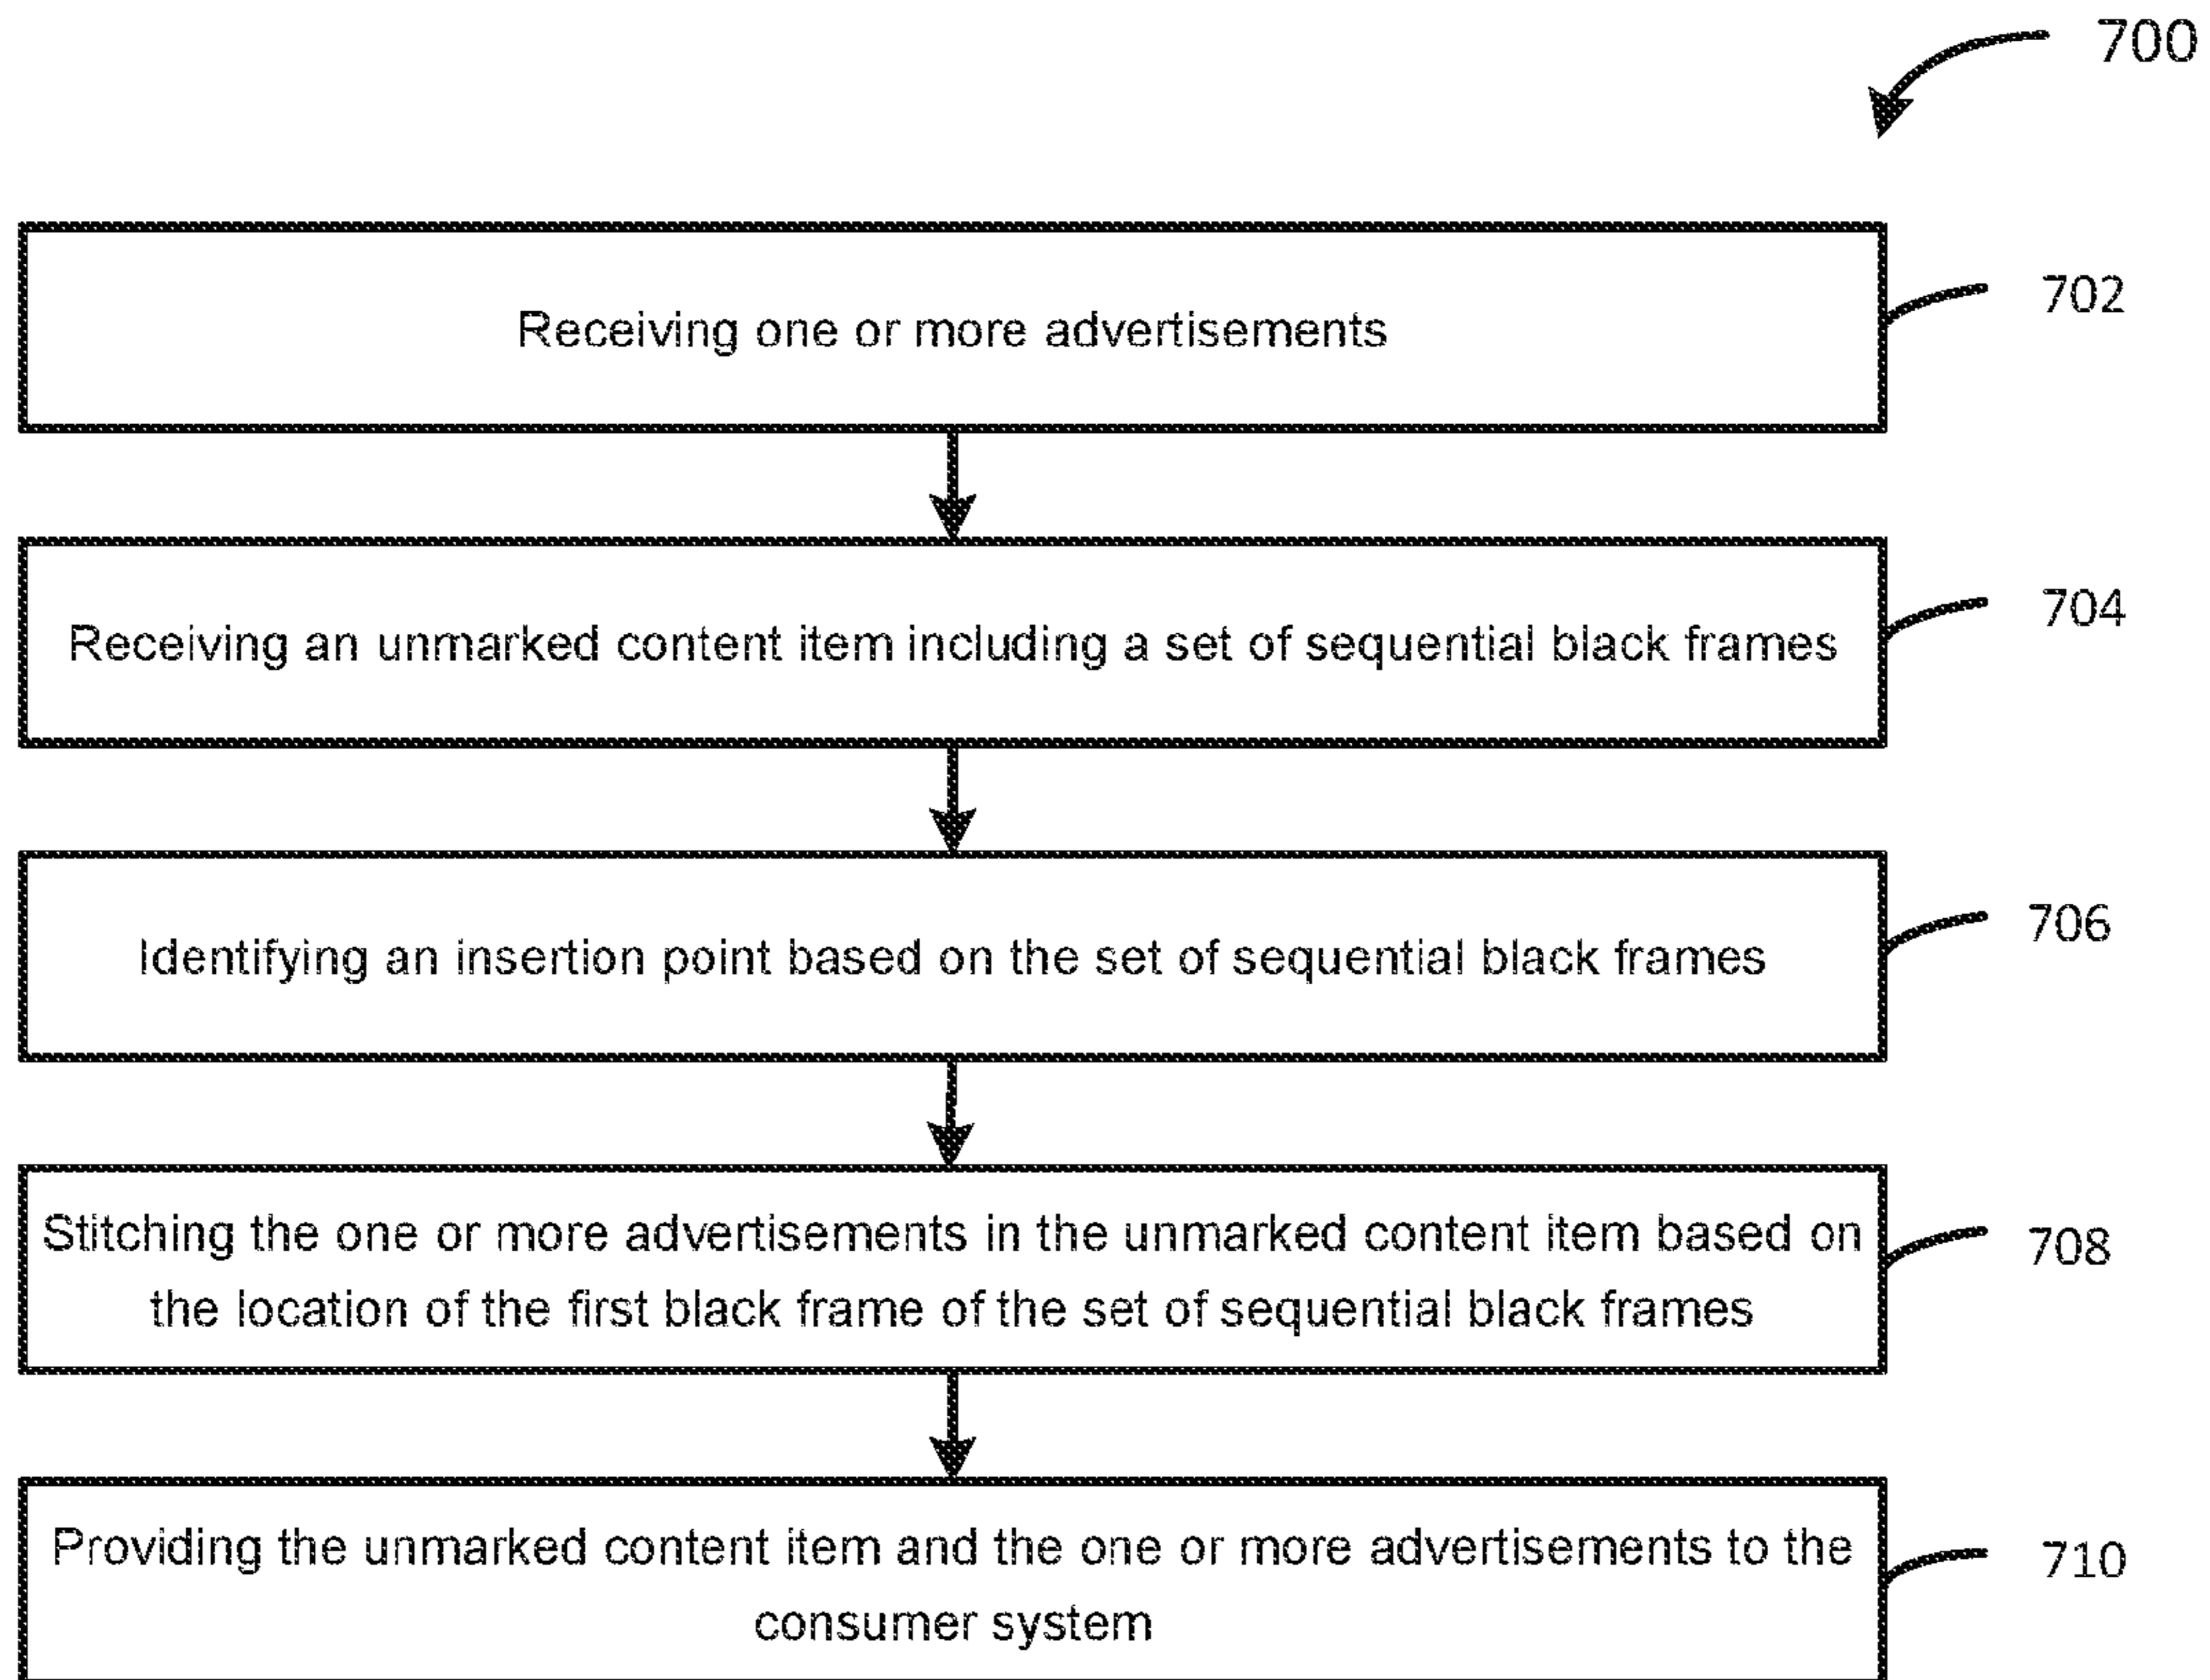 700
Receiving one or more advertisements
702
Receiving an unmarked content item including a set of sequential black frames
704
Identifying an insertion point based on the set of sequential black frames
706
Stitching the one or more advertisements in the unmarked content item based on
the location of the first black frame of the set of sequential black frames
708
Providing the unmarked content item and the one or more advertisements to the
consumer system
710